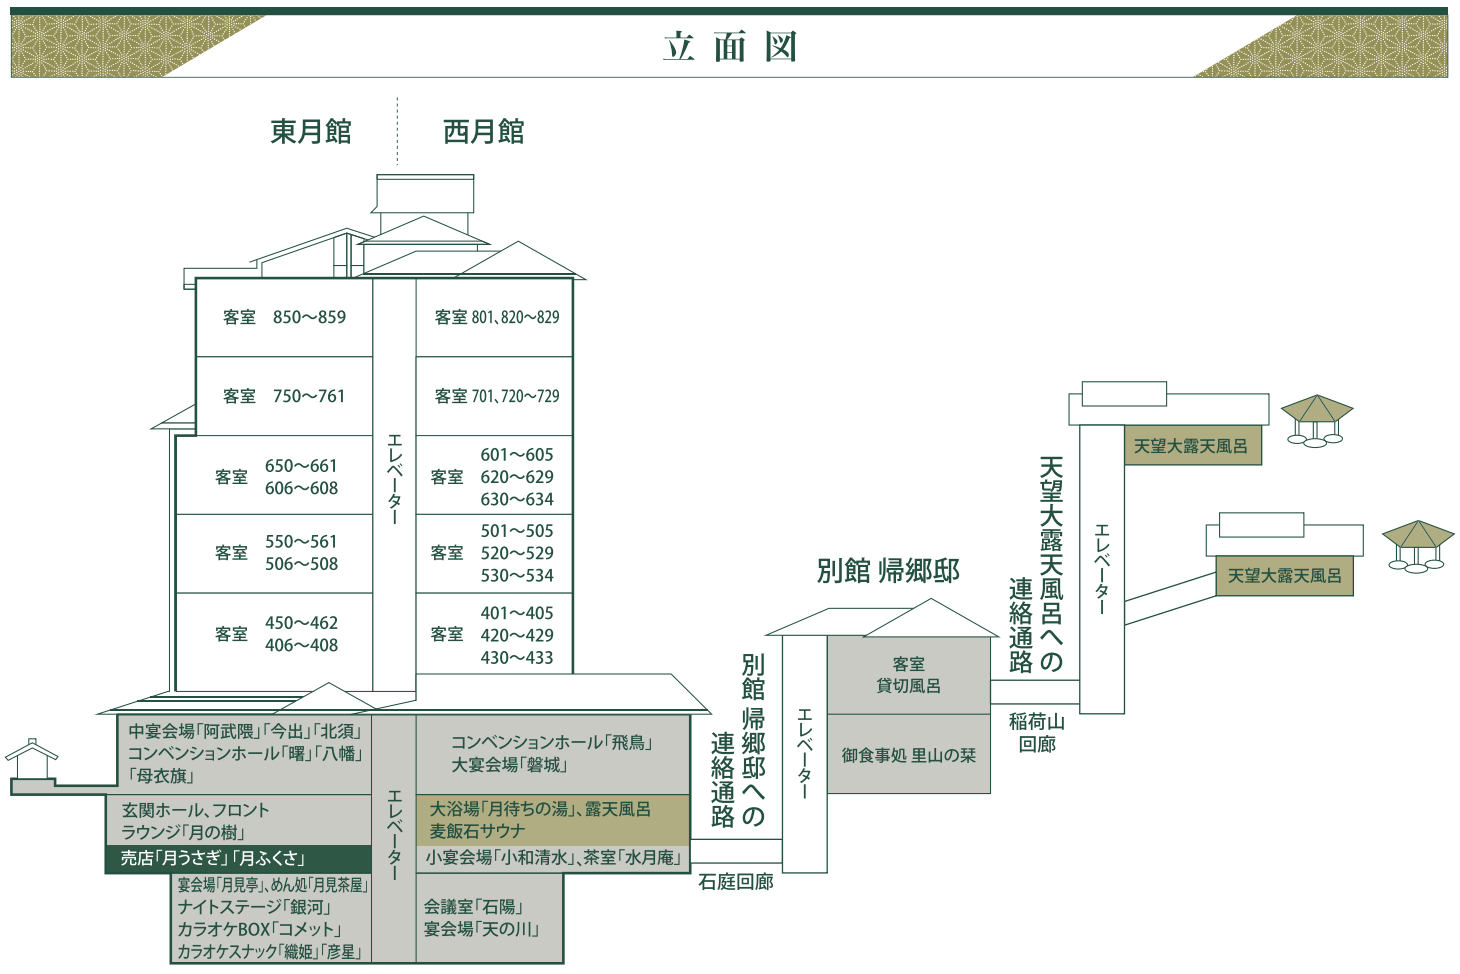 立面図
東月館
西月館
客室 850〜859
客室 801、820〜829
客室 750〜761
客室 701、720〜729
客室
650〜661
606〜608
客室
601〜605
620〜629
630〜634
客室
550〜561
506〜508
客室
501〜505
520〜529
530〜534
客室
450〜462
406〜408
客室
401〜405
420〜429
430〜433
エレベーター
中宴会場「阿武隈」「今出」「北須」
コンベンションホール「曙」「八幡」
「母衣旗」
コンベンションホール「飛鳥」
大宴会場「磐城」
玄関ホール、フロント
ラウンジ「月の樹」
大浴場「月待ちの湯」、露天風呂
麦飯石サウナ
売店「月うさぎ」「月ふくさ」
小宴会場「小和清水」、茶室「水月庵」
宴会場「月見亭」、めん処「月見茶屋」
ナイトステージ「銀河」
カラオケBOX「コメット」
カラオケスナック「織姫」「彦星」
会議室「石陽」
宴会場「天の川」
エレベーター
別館 帰郷邸への
連絡通路
石庭回廊
別館 帰郷邸
エレベーター
客室
貸切風呂
御食事処 里山の栞
天望大露天風呂への
連絡通路
稲荷山
回廊
エレベーター
天望大露天風呂
天望大露天風呂